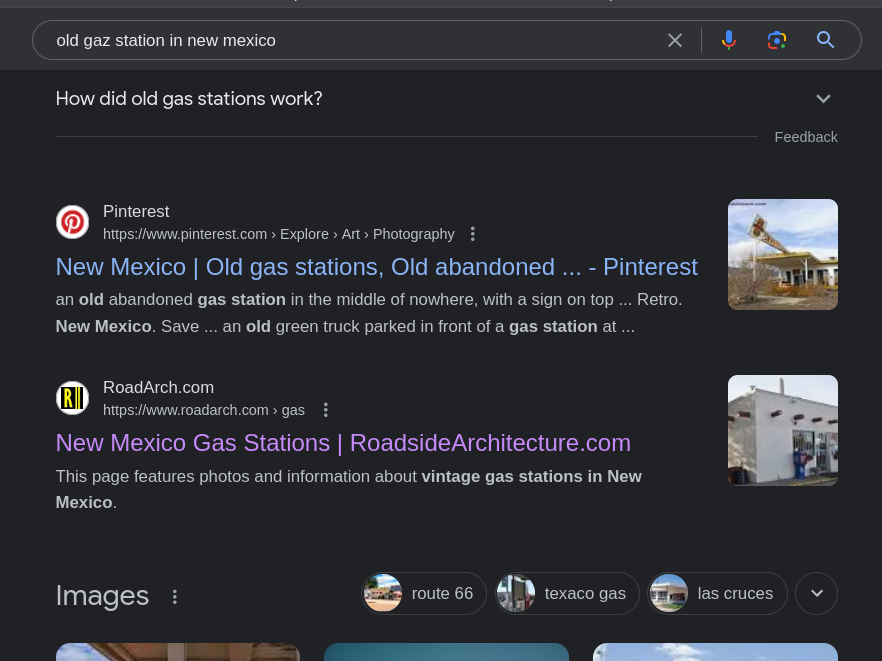 old gaz station in new mexico
How did old gas stations work?
Feedback
Pinterest
https://www.pinterest.com › Explore › Art › Photography
New Mexico | Old gas stations, Old abandoned ... - Pinterest
an old abandoned gas station in the middle of nowhere, with a sign on top ... Retro.
New Mexico. Save ... an old green truck parked in front of a gas station at ...
RoadArch.com
https://www.roadarch.com › gas
New Mexico Gas Stations | RoadsideArchitecture.com
This page features photos and information about vintage gas stations in New
Mexico.
Images
route 66
texaco gas
las cruces